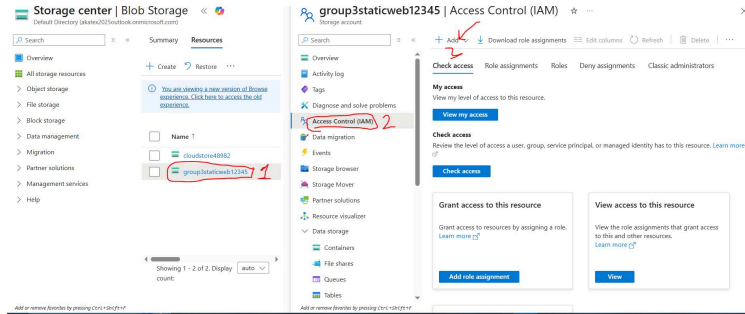 Storage center | Blob Storage
Default Directory (akatex2025outlook.onmicrosoft.com)
Search
Overview
All storage resources
Object storage
File storage
Block storage
Data management
Migration
Partner solutions
Management services
Help
Add or remove favorites by pressing Ctrl+Shift+F
Summary Resources
Create Restore
You are viewing a new version of Browse
experience. Click here to access the old
experience.
Name ↑
cloudstore48982
group3staticweb12345 1
Showing 1 - 2 of 2. Display auto
count:
group3staticweb12345 | Access Control (IAM)
Storage account
Search
Overview
Activity log
Tags
Diagnose and solve problems
Access Control (IAM) 2
Data migration
Events
Storage browser
Storage Mover
Partner solutions
Resource visualizer
Data storage
Containers
File shares
Queues
Tables
Add or remove favorites by pressing Ctrl+Shift+F
Add Download role assignments Edit columns Refresh Delete
3
Check access Role assignments Roles Deny assignments Classic administrators
My access
View my level of access to this resource.
View my access
Check access
Review the level of access a user, group, service principal, or managed identity has to this resource. Learn more
Check access
Grant access to this resource
Grant access to resources by assigning a role.
Learn more
Add role assignment
View access to this resource
View the role assignments that grant access
to this and other resources.
Learn more
View